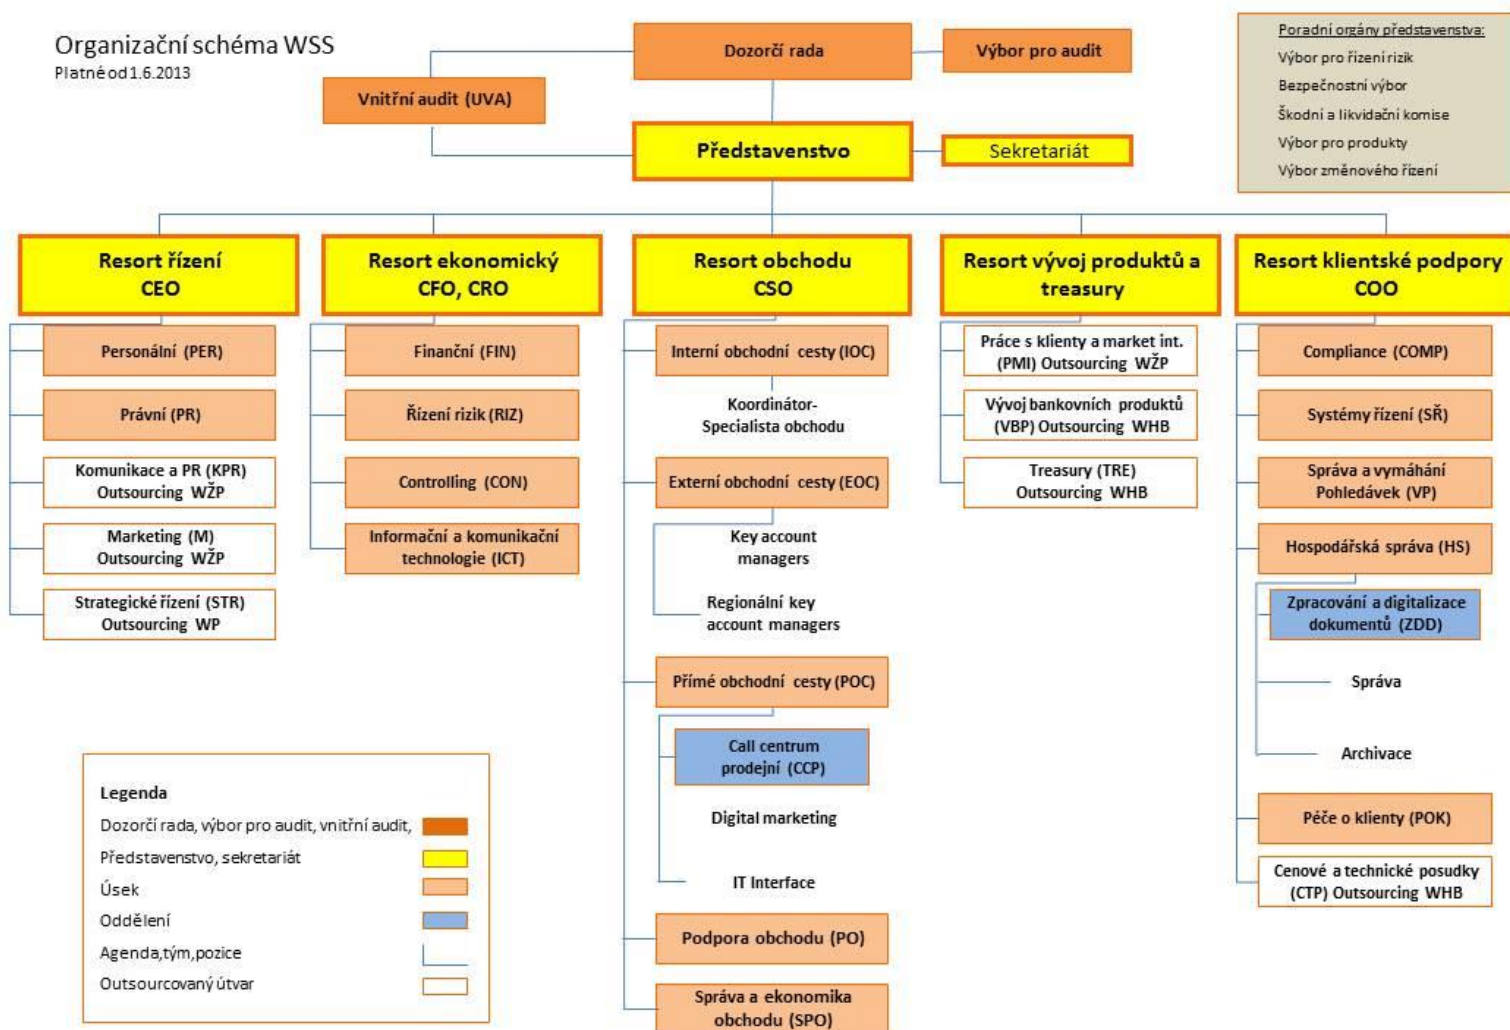 Organizační schéma WSS
Platné od 1.6.2013
Dozorčí rada
Výbor pro audit
Vnitřní audit (UVA)
Představenstvo
Sekretariát
Poradní orgány představenstva:
Výbor pro řízení rizik
Bezpečnostní výbor
Škodní a likvidační komise
Výbor pro produkty
Výbor změnového řízení
Resort řízení
CEO
Personální (PER)
Právní (PR)
Komunikace a PR (KPR)
Outsourcing WŽP
Marketing (M)
Outsourcing WŽP
Strategické řízení (STR)
Outsourcing WP
Resort ekonomický
CFO, CRO
Finanční (FIN)
Řízení rizik (RIZ)
Controlling (CON)
Informační a komunikační
technologie (ICT)
Resort obchodu
CSO
Interní obchodní cesty (IOC)
Koordinátor-
Specialista obchodu
Externí obchodní cesty (EOC)
Key account
managers
Regionální key
account managers
Přímé obchodní cesty (POC)
Call centrum
prodejní (CCP)
Digital marketing
IT Interface
Podpora obchodu (PO)
Správa a ekonomika
obchodu (SPO)
Resort vývoj produktů a
treasury
Práce s klienty a market int.
(PMI) Outsourcing WŽP
Vývoj bankovních produktů
(VBP) Outsourcing WHB
Treasury (TRE)
Outsourcing WHB
Resort klientské podpory
COO
Compliance (COMP)
Systémy řízení (SŘ)
Správa a vymáhání
Pohledávek (VP)
Hospodářská správa (HS)
Zpracování a digitalizace
dokumentů (ZDD)
Správa
Archivace
Péče o klienty (POK)
Cenové a technické posudky
(CTP) Outsourcing WHB
Legenda
Dozorčí rada, výbor pro audit, vnitřní audit,
Představenstvo, sekretariát
Úsek
Oddělení
Agenda,tým,pozice
Outsourcovaný útvar